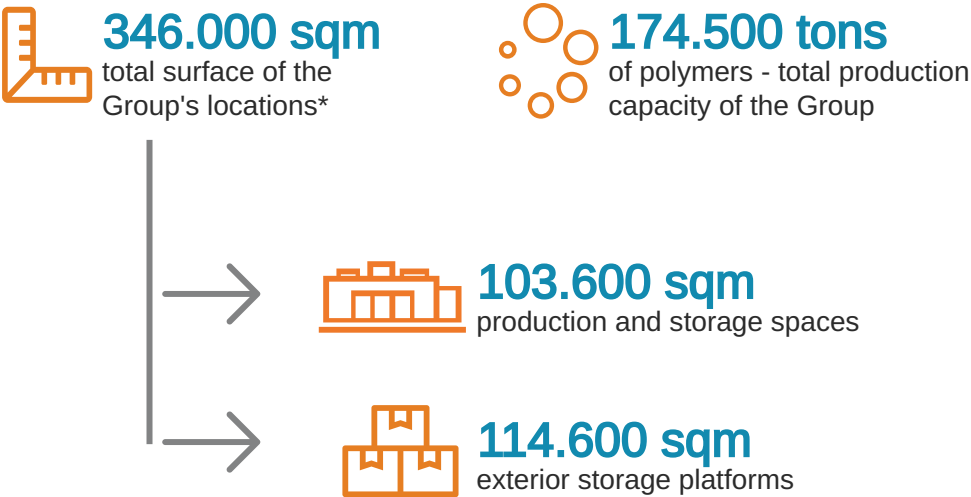 346.000 sqm
total surface of the
Group's locations*
174.500 tons
of polymers - total production
capacity of the Group
103.600 sqm
production and storage spaces
114.600 sqm
exterior storage platforms